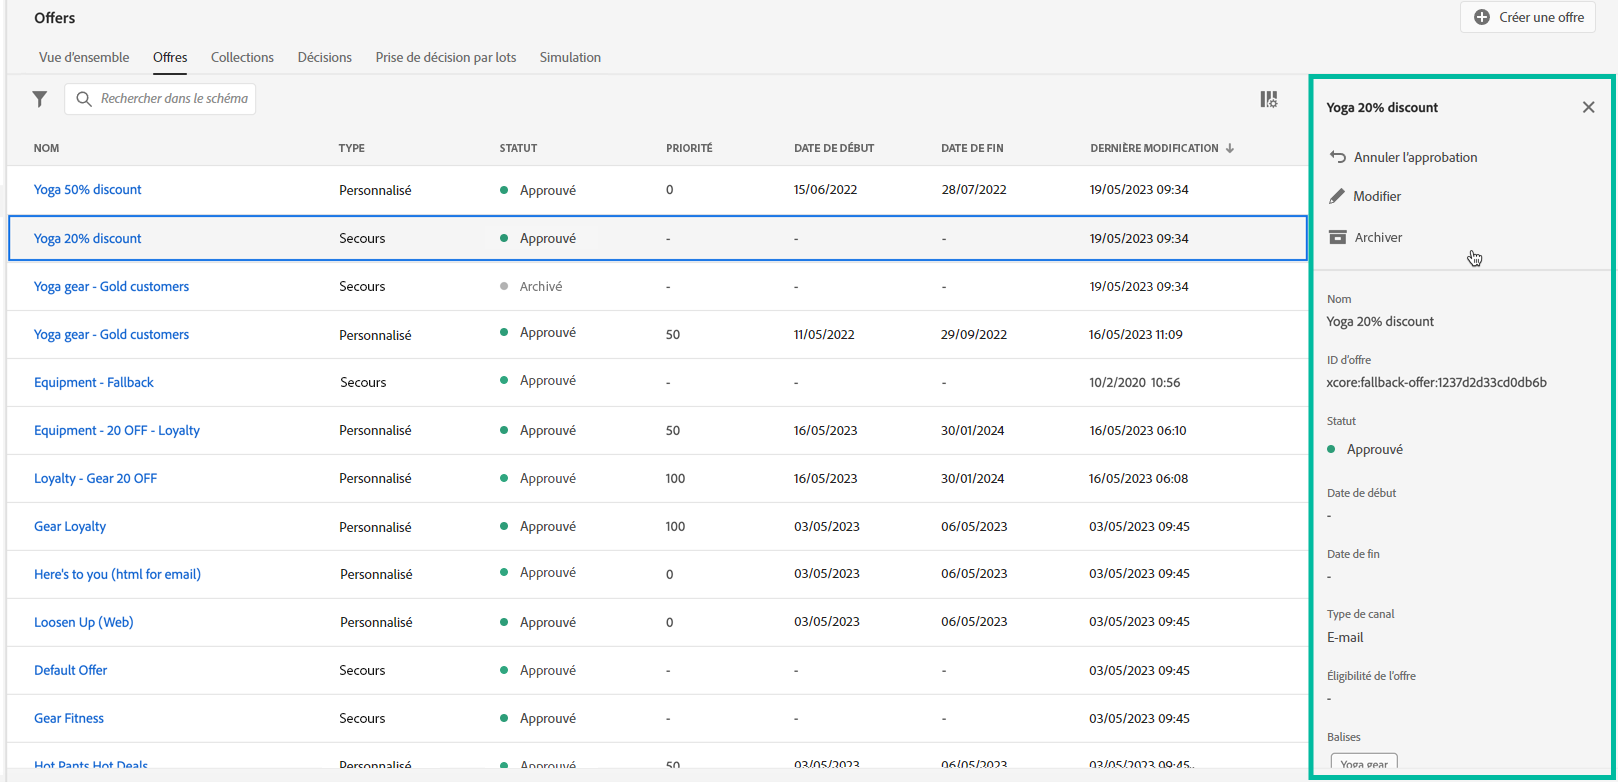 Offers
Créer une offre
Vue d'ensemble Offres Collections Décisions Prise de décision par lots Simulation
Rechercher dans le schéma
NOM TYPE STATUT PRIORITÉ DATE DE DÉBUT DATE DE FIN DERNIÈRE MODIFICATION
Yoga 50% discount Personnalisé Approuvé 0 15/06/2022 28/07/2022 19/05/2023 09:34
Yoga 20% discount Secours Approuvé - - - 19/05/2023 09:34
Yoga gear - Gold customers Secours Archivé - - - 19/05/2023 09:34
Yoga gear - Gold customers Personnalisé Approuvé 50 11/05/2022 29/09/2022 16/05/2023 11:09
Equipment - Fallback Secours Approuvé - - - 10/2/2020 10:56
Equipment - 20 OFF - Loyalty Personnalisé Approuvé 50 16/05/2023 30/01/2024 16/05/2023 06:10
Loyalty - Gear 20 OFF Personnalisé Approuvé 100 16/05/2023 30/01/2024 16/05/2023 06:08
Gear Loyalty Personnalisé Approuvé 100 03/05/2023 06/05/2023 03/05/2023 09:45
Here's to you (html for email) Personnalisé Approuvé 0 03/05/2023 06/05/2023 03/05/2023 09:45
Loosen Up (Web) Personnalisé Approuvé 0 03/05/2023 06/05/2023 03/05/2023 09:45
Default Offer Secours Approuvé - - - 03/05/2023 09:45
Gear Fitness Secours Approuvé - - - 03/05/2023 09:45
Hot Pants Hot Deals Personnalisé Approuvé 50 03/05/2023 06/05/2023 03/05/2023 09:45..
Yoga 20% discount
Annuler l'approbation
Modifier
Archiver
Nom
Yoga 20% discount
ID d'offre
xcore:fallback-offer:1237d2d33cd0db6b
Statut
Approuvé
Date de début
-
Date de fin
-
Type de canal
E-mail
Éligibilité de l'offre
-
Balises
Yoga gear